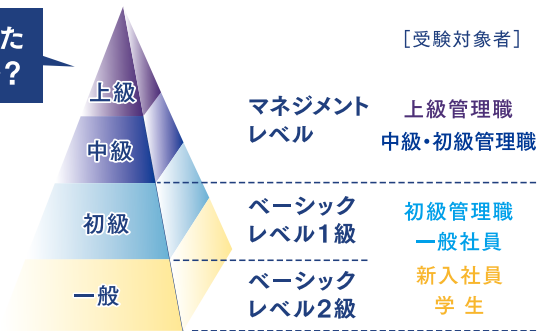 た
？
［受験対象者］
上級
中級
初級
一般
マネジメント
レベル
上級管理職
中級・初級管理職
ベーシック
レベル1級
初級管理職
一般社員
ベーシック
レベル2級
新入社員
学 生